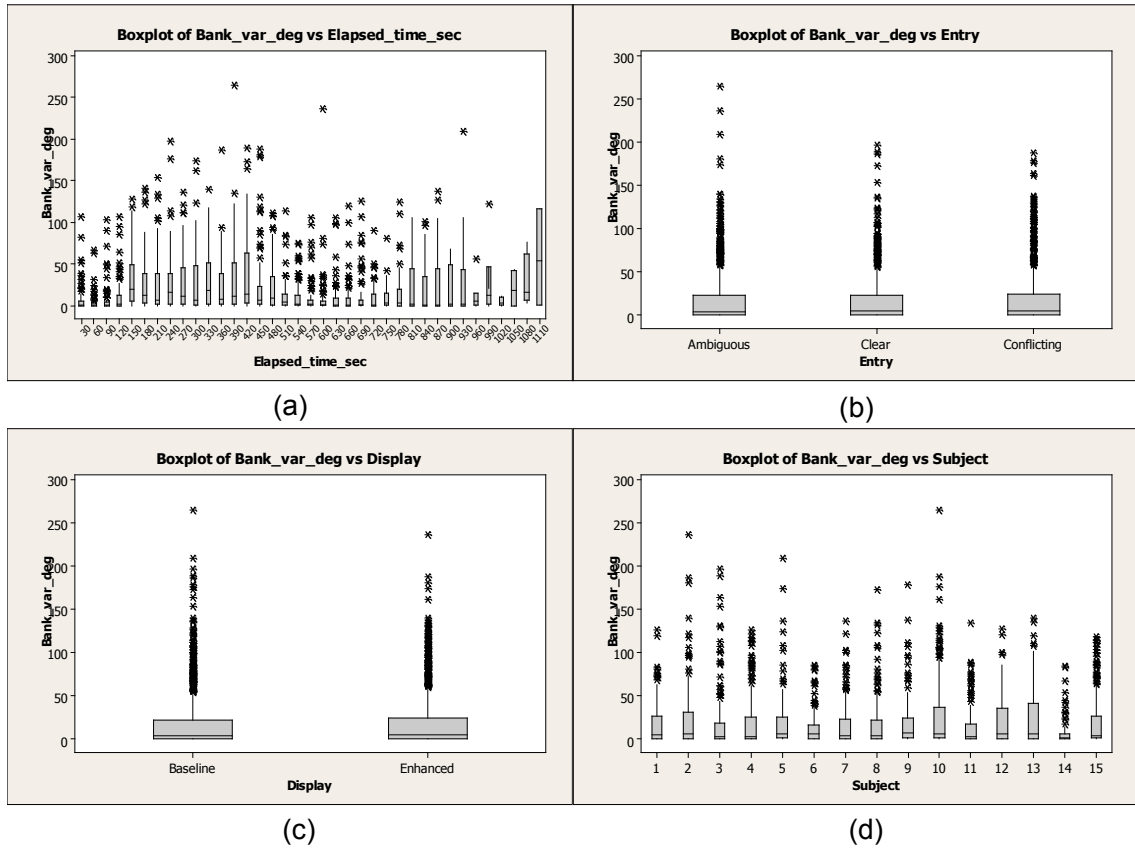 Boxplot of Bank_var_deg vs Elapsed_time_sec
300
250
200
150
100
50
0
Bank_var_deg
30 60 90 120 150 180 210 240 270 300 330 360 390 420 450 480 510 540 570 600 630 660 690 720 750 780 810 840 870 900 930 960 990 1020 1050 1080 1110
Elapsed_time_sec
(a)
Boxplot of Bank_var_deg vs Entry
300
250
200
150
100
50
0
Bank_var_deg
Ambiguous Clear Conflicting
Entry
(b)
Boxplot of Bank_var_deg vs Display
300
250
200
150
100
50
0
Bank_var_deg
Baseline Enhanced
Display
(c)
Boxplot of Bank_var_deg vs Subject
300
250
200
150
100
50
0
Bank_var_deg
1 2 3 4 5 6 7 8 9 10 11 12 13 14 15
Subject
(d)